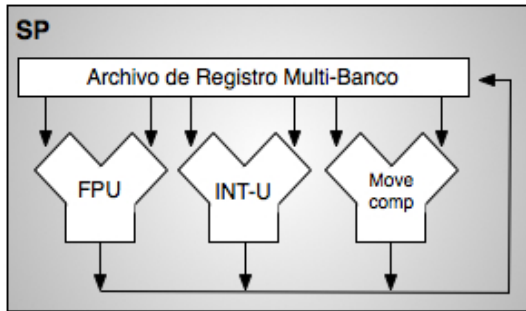 SP
Archivo de Registro Multi-Banco
FPU
INT-U
Move
comp